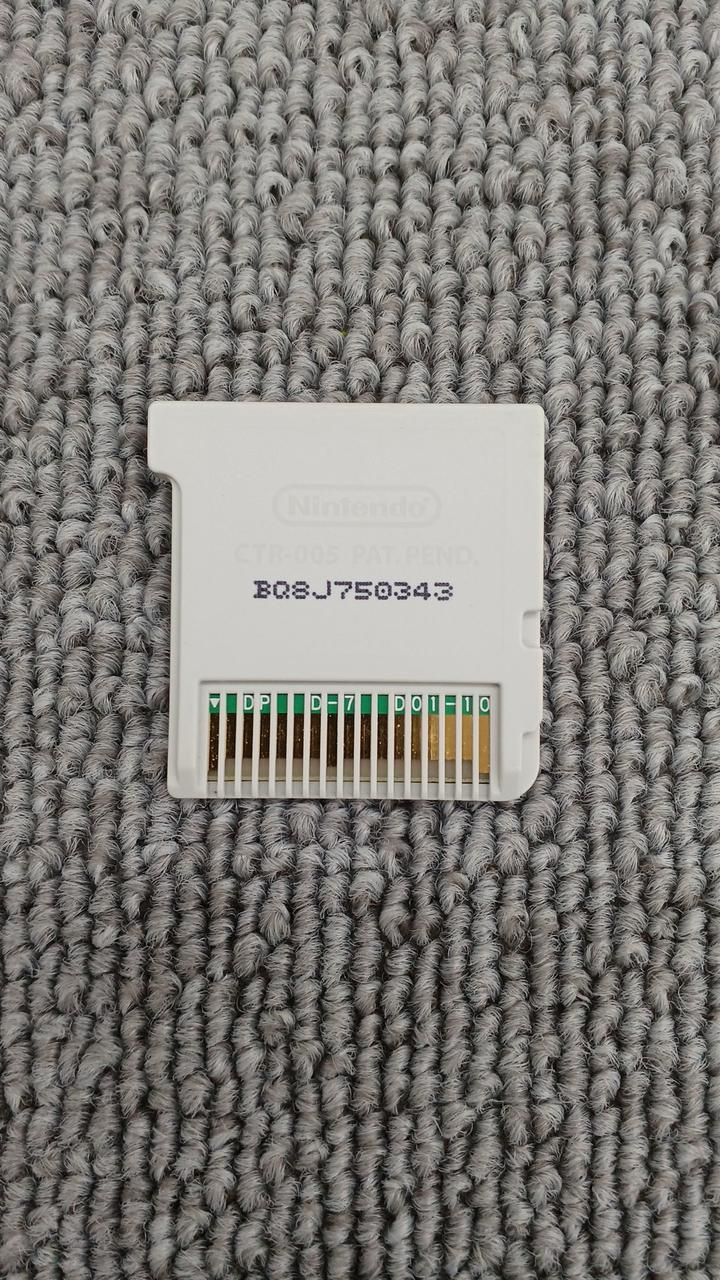 Nintendo
CTR-005 PAT. PEND.
BQ8J750343
▼ DP D-7 D01-10